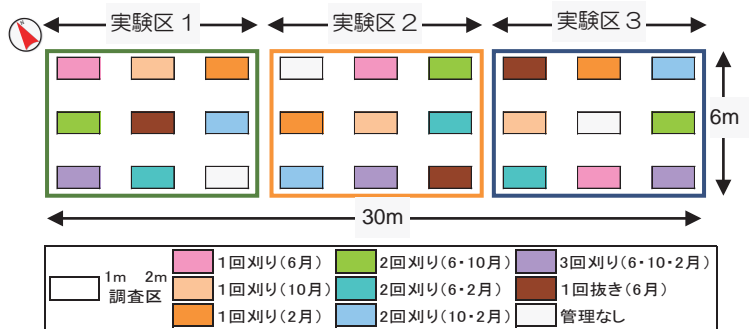 実験区1 実験区2 実験区3
6m
30m
1m 2m
調査区
1回刈り(6月) 2回刈り(6・10月) 3回刈り(6・10・2月)
1回刈り(10月) 2回刈り(6・2月) 1回抜き(6月)
1回刈り(2月) 2回刈り(10・2月) 管理なし